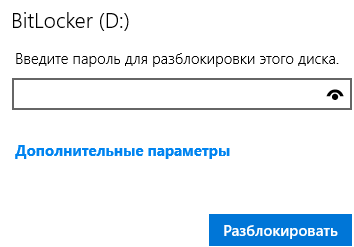 BitLocker (D:)
Введите пароль для разблокировки этого диска.
Дополнительные параметры
Разблокировать